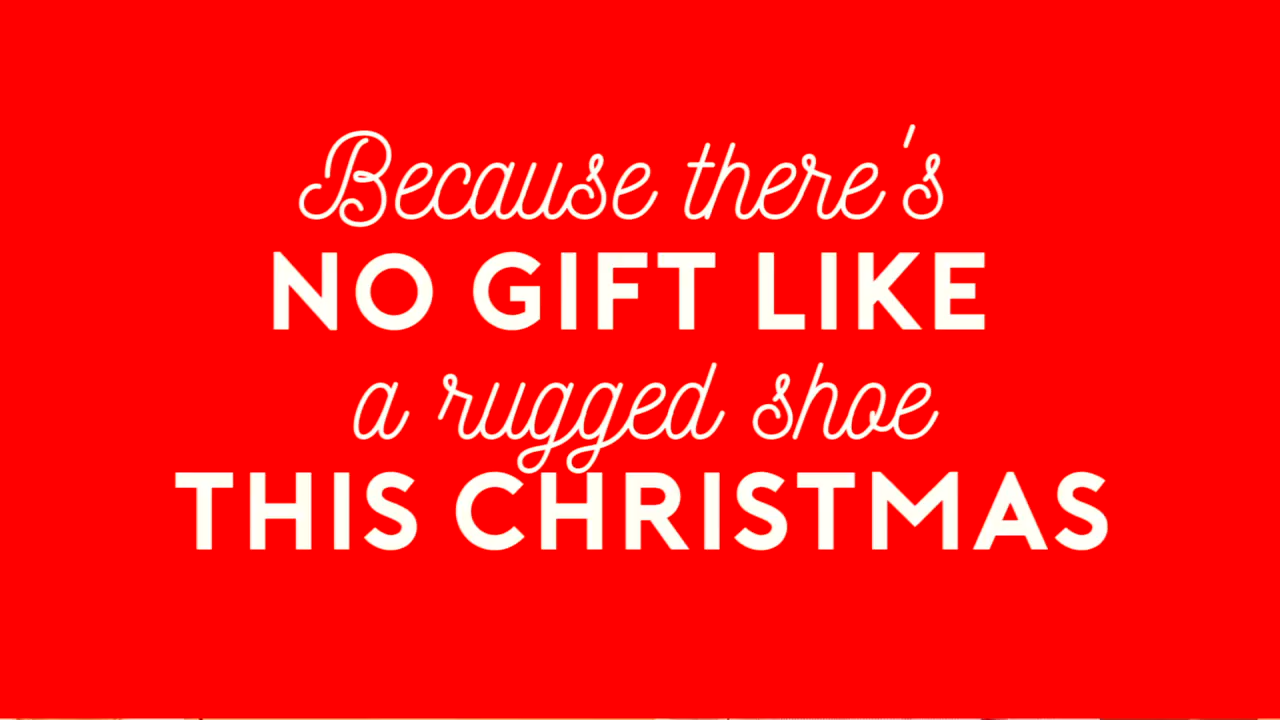 Because there's
NO GIFT LIKE
a rugged shoe
THIS CHRISTMAS